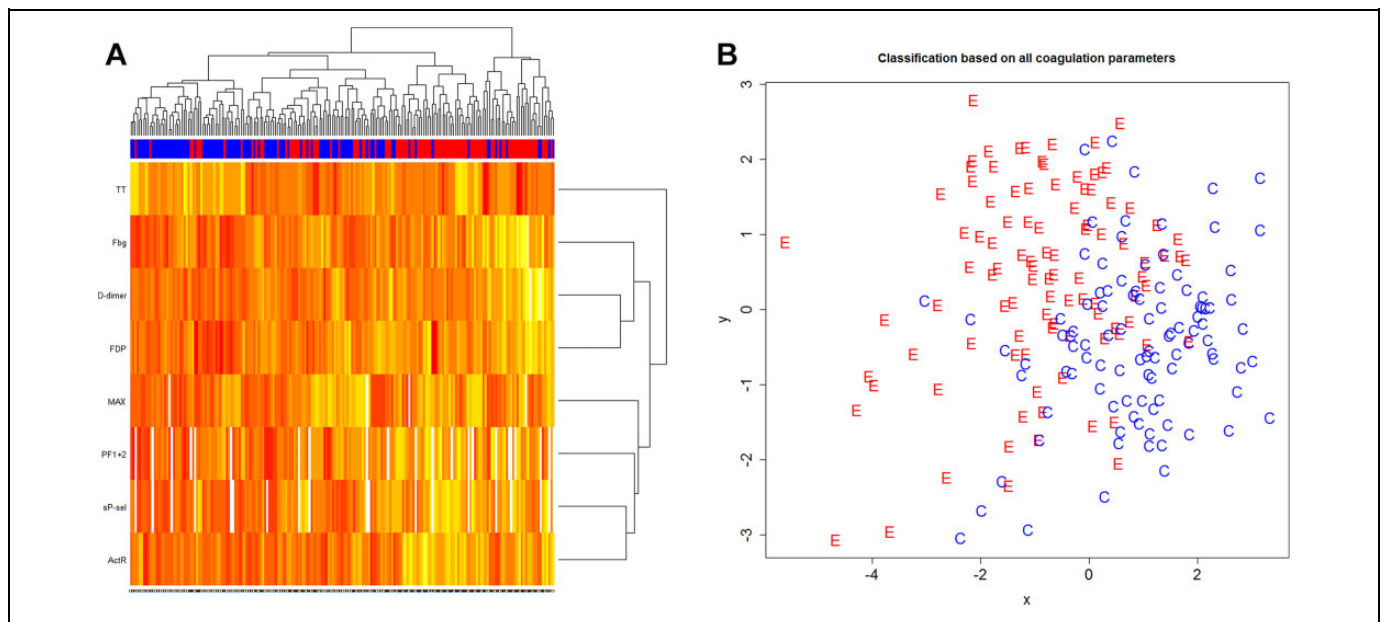 A
TT
Fbg
D-dimer
FDP
MAX
PF1+2
sP-sel
ActR
B
Classification based on all coagulation parameters
3
2
1
0
-1
-2
-3
y
-4
-2
0
2
x